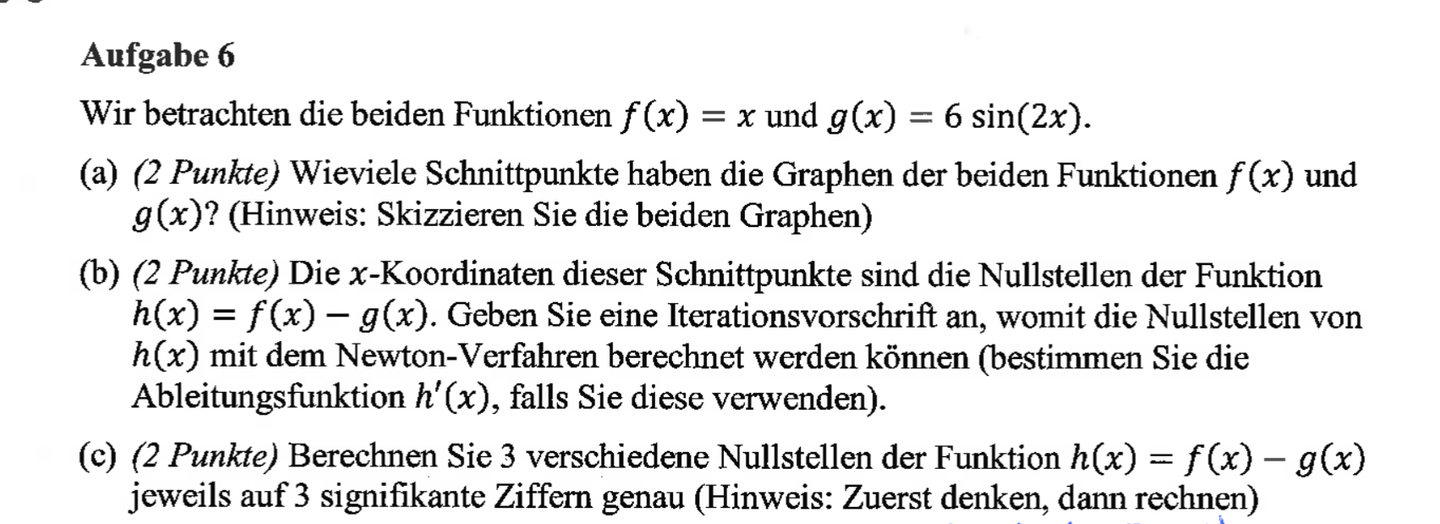 Aufgabe 6
Wir betrachten die beiden Funktionen f(x) = x und g(x) = 6 sin(2x).
(a) (2 Punkte) Wieviele Schnittpunkte haben die Graphen der beiden Funktionen f(x) und
g(x)? (Hinweis: Skizzieren Sie die beiden Graphen)
(b) (2 Punkte) Die x-Koordinaten dieser Schnittpunkte sind die Nullstellen der Funktion
h(x) = f(x) − g(x). Geben Sie eine Iterationsvorschrift an, womit die Nullstellen von
h(x) mit dem Newton-Verfahren berechnet werden können (bestimmen Sie die
Ableitungsfunktion h′(x), falls Sie diese verwenden).
(c) (2 Punkte) Berechnen Sie 3 verschiedene Nullstellen der Funktion h(x) = f(x) − g(x)
jeweils auf 3 signifikante Ziffern genau (Hinweis: Zuerst denken, dann rechnen)